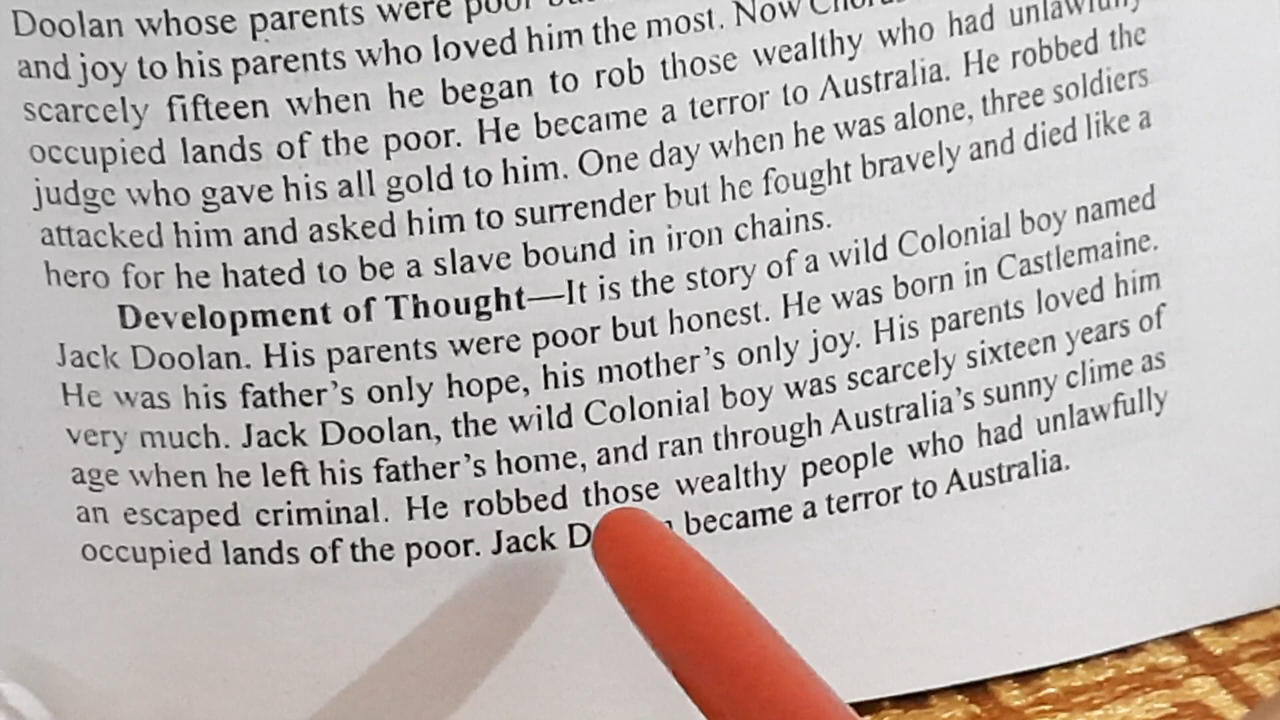 Doolan whose parents were poor
and joy to his parents who loved him the most. Now
scarcely fifteen when he began to rob those wealthy who had unlawfully
occupied lands of the poor. He became a terror to Australia. He robbed the
judge who gave his all gold to him. One day when he was alone, three soldiers
attacked him and asked him to surrender but he fought bravely and died like a
hero for he hated to be a slave bound in iron chains.
Development of Thought—It is the story of a wild Colonial boy named
Jack Doolan. His parents were poor but honest. He was born in Castlemaine.
He was his father's only hope, his mother's only joy. His parents loved him
very much. Jack Doolan, the wild Colonial boy was scarcely sixteen years of
age when he left his father's home, and ran through Australia's sunny clime as
an escaped criminal. He robbed those wealthy people who had unlawfully
occupied lands of the poor. Jack became a terror to Australia.